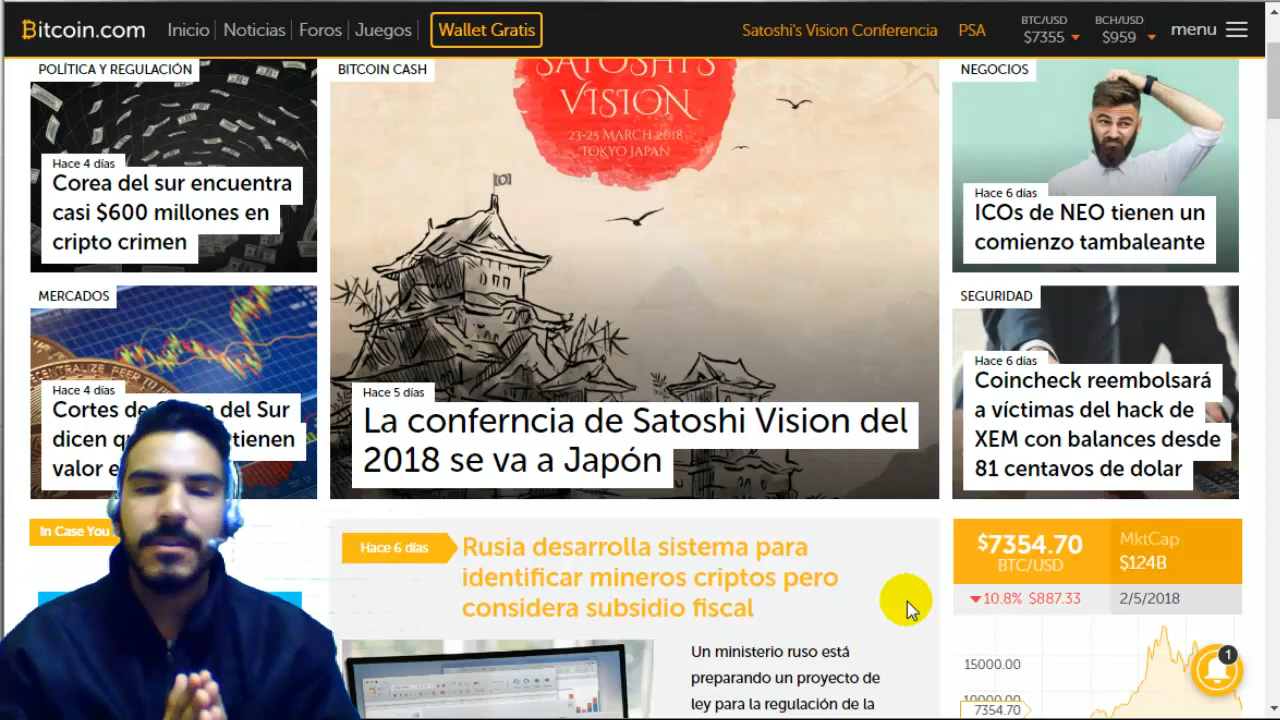 Bitcoin.com
Inicio
Noticias
Foros
Juegos
Wallet Gratis
Satoshi's Vision Conferencia
PSA
BTC/USD
$7355
BCH/USD
$959
menu
POLÍTICA Y REGULACIÓN
Hace 4 días
Corea del sur encuentra
casi $600 millones en
cripto crimen
MERCADOS
DECENTRALIZE PEER TO
Hace 4 días
Cortes de del Sur
dicen tienen
valor
BITCOIN CASH
SATOSHI'S
VISION
23-25 MARCH 2018
TOKYO JAPAN
Hace 5 días
La conferncia de Satoshi Vision del
2018 se va a Japón
NEGOCIOS
Hace 6 días
ICOs de NEO tienen un
comienzo tambaleante
SEGURIDAD
Hace 6 días
Coincheck reembolsará
a víctimas del hack de
XEM con balances desde
81 centavos de dolar
In Case You
Hace 6 días
Rusia desarrolla sistema para
identificar mineros criptos pero
considera subsidio fiscal
Un ministerio ruso está
preparando un proyecto de
ley para la regulación de la
$7354.70
BTC/USD
MktCap
$124B
10.8% $887.33
2/5/2018
15000.00
10000.00
7354.70
1